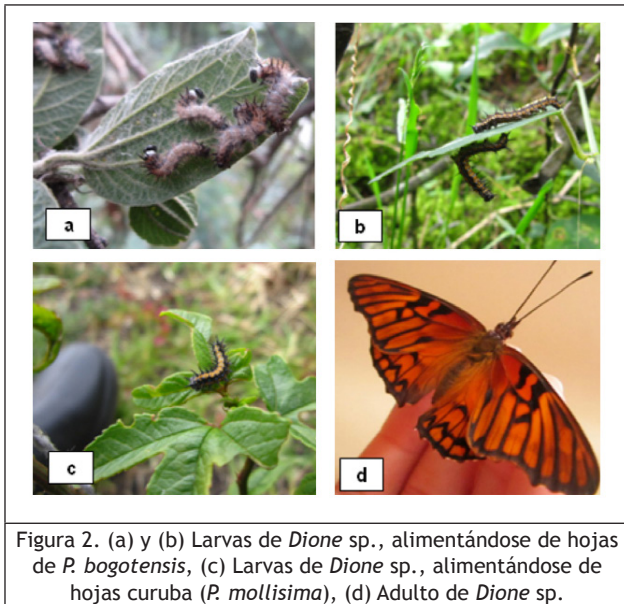 a
b
c
d
Figura 2. (a) y (b) Larvas de Dione sp., alimentándose de hojas
de P. bogotensis, (c) Larvas de Dione sp., alimentándose de
hojas curuba (P. mollisima), (d) Adulto de Dione sp.